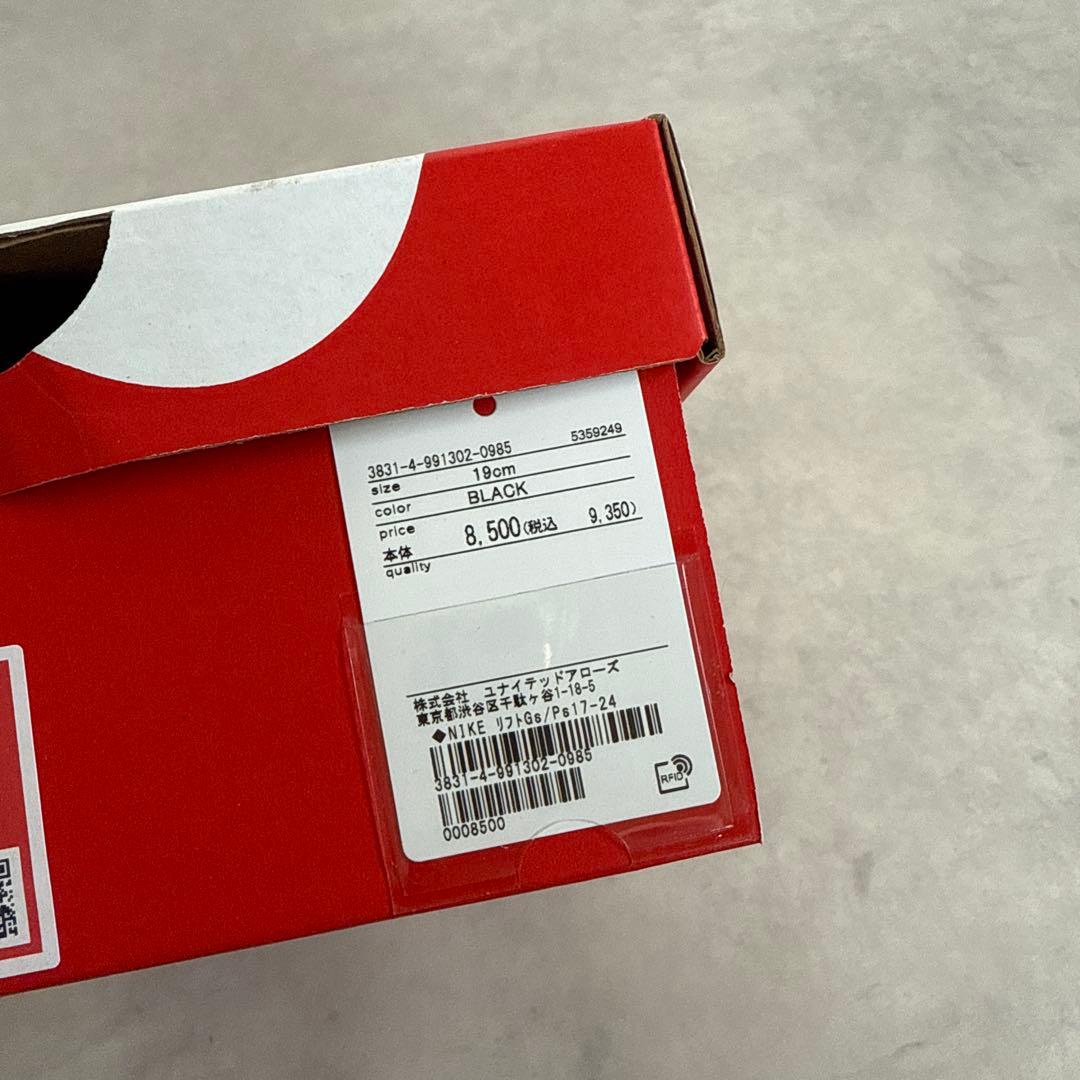 3831-4-991302-0985 5359249
size 19cm
color BLACK
price
本体 8,500(税込 9,350)
quality
株式会社 ユナイテッドアローズ
東京都渋谷区千駄ヶ谷1-18-5
◆NIKE リフトGs/Ps17-24
3831-4-991302-0985
0008500
RFID